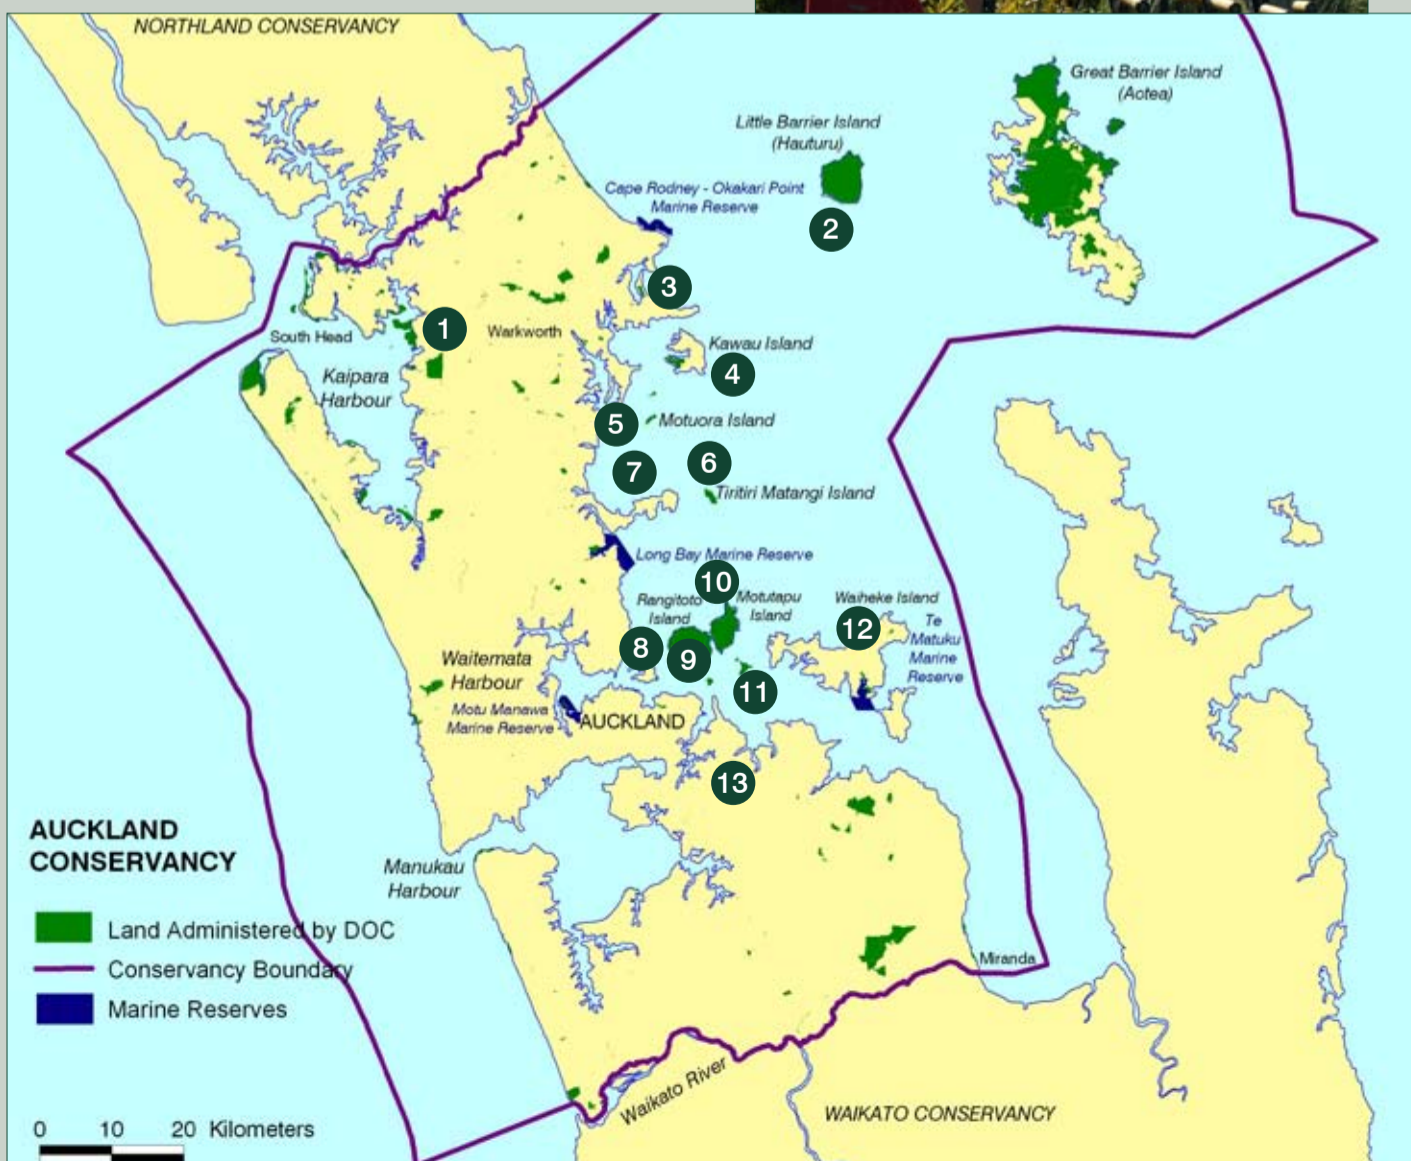 NORTHLAND CONSERVANCY
Great Barrier Island
(Aotea)
Little Barrier Island
(Hauturu)
Cape Rodney - Okakari Point
Marine Reserve
2
3
1
South Head
Warkworth
Kawau Island
4
Kaipara
Harbour
5
Motuora Island
6
7
Tiritiri Matangi Island
Long Bay Marine Reserve
10
Rangitoto
Island
Motutapu
Island
Waiheke Island
12
Te
Matuku
Marine
Reserve
8
9
11
Waitemata
Harbour
Motu Manawa
Marine Reserve
AUCKLAND
13
AUCKLAND
CONSERVANCY
Manukau
Harbour
Land Administered by DOC
Conservancy Boundary
Marine Reserves
Miranda
Waikato River
WAIKATO CONSERVANCY
0 10 20 Kilometers